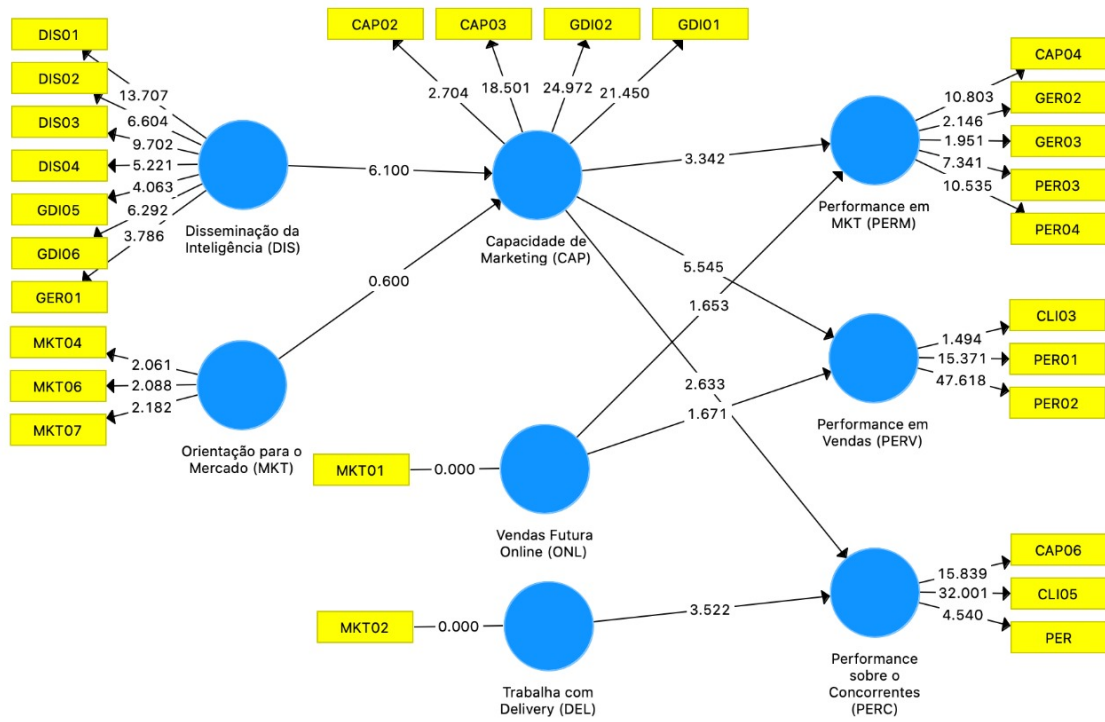 DIS01
DIS02
DIS03
DIS04
GDI05
GDI06
GER01
13.707
6.604
9.702
5.221
4.063
6.292
3.786
Disseminação da
Inteligência (DIS)
MKT04
MKT06
MKT07
2.061
2.088
2.182
Orientação para o
Mercado (MKT)
6.100
0.600
CAP02
CAP03
GDI02
GDI01
2.704
18.501
24.972
21.450
Capacidade de
Marketing (CAP)
3.342
5.545
1.653
2.633
1.671
MKT01
0.000
Vendas Futura
Online (ONL)
MKT02
0.000
Trabalha com
Delivery (DEL)
3.522
CAP04
GER02
GER03
PER03
PER04
10.803
2.146
1.951
7.341
10.535
Performance em
MKT (PERM)
CLI03
PER01
PER02
1.494
15.371
47.618
Performance em
Vendas (PERV)
CAP06
CLI05
PER
15.839
32.001
4.540
Performance
sobre o
Concorrentes
(PERC)